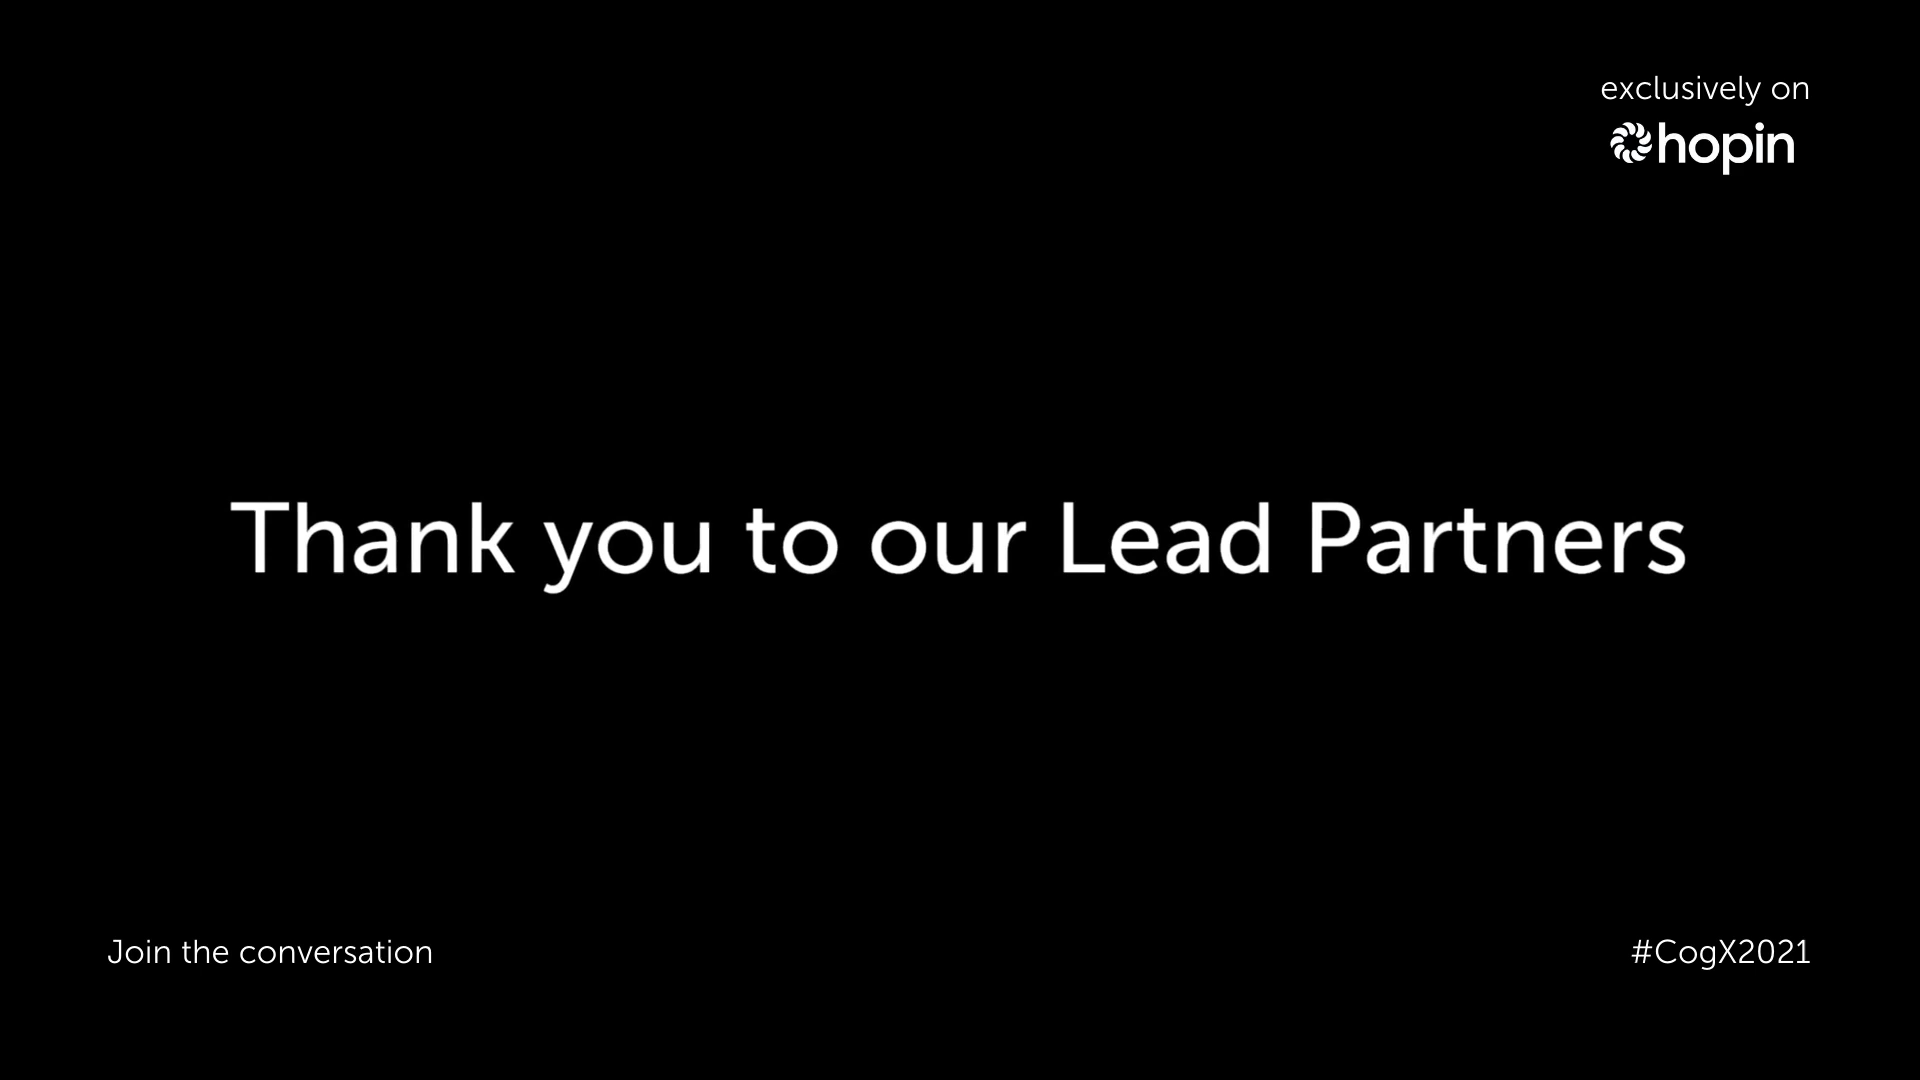 exclusively on
hopin
Thank you to our Lead Partners
Join the conversation
#CogX2021